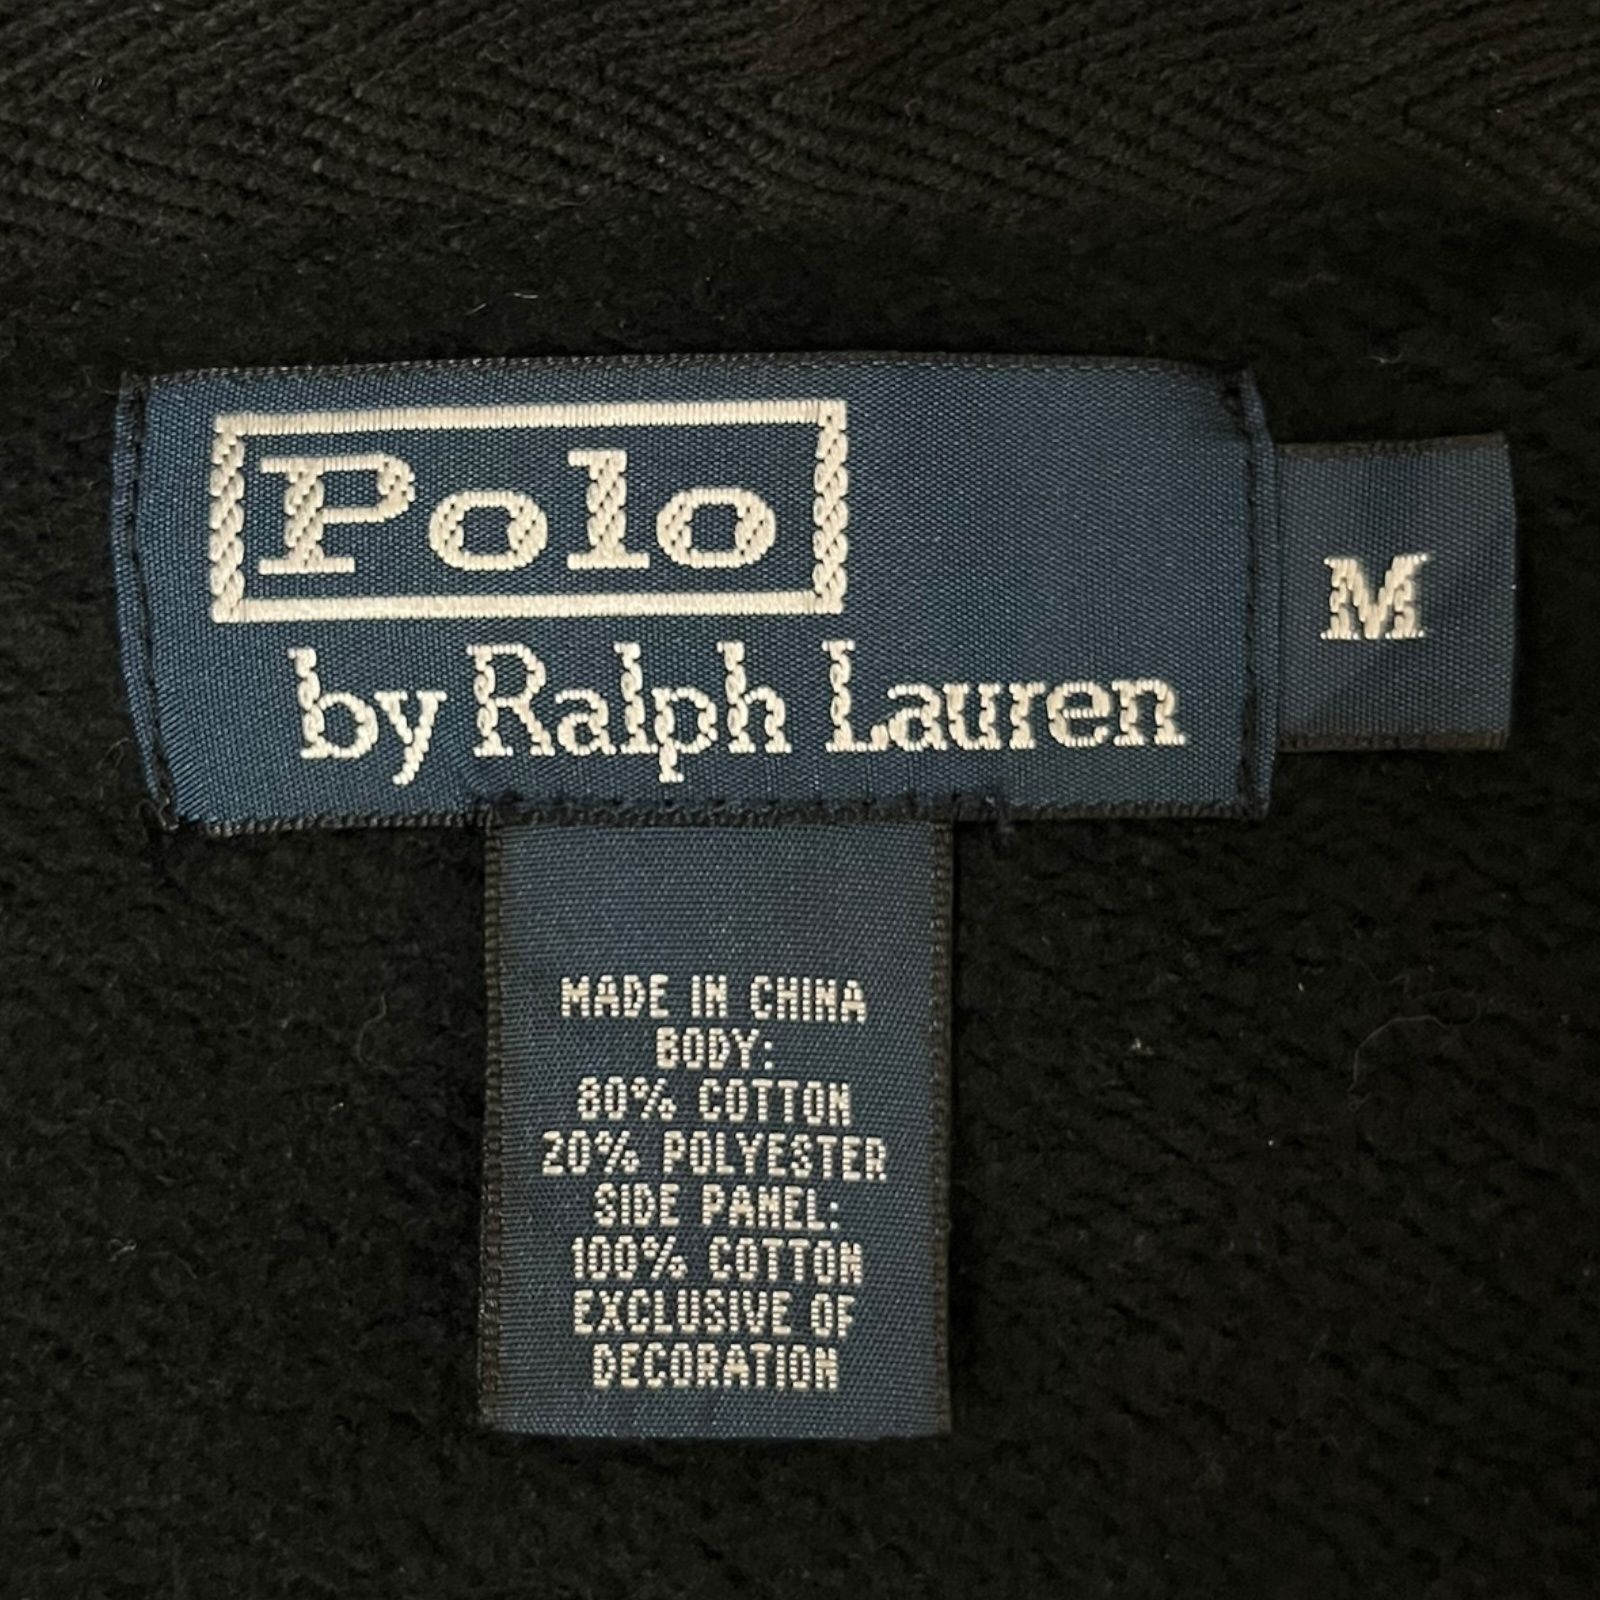 Polo
by Ralph Lauren
M
MADE IN CHINA
BODY:
80% COTTON
20% POLYESTER
SIDE PANEL:
100% COTTON
EXCLUSIVE OF
DECORATION